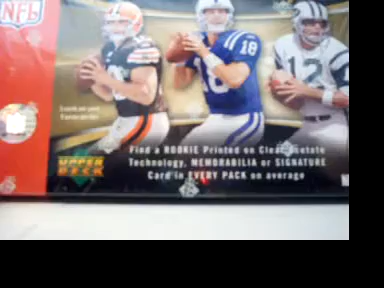 NFL
18
12
UPPER
DECK
Find a ROOKIE Printed on Clear Acetate
Technology, MEMORABILIA or SIGNATURE
Card in EVERY PACK on average